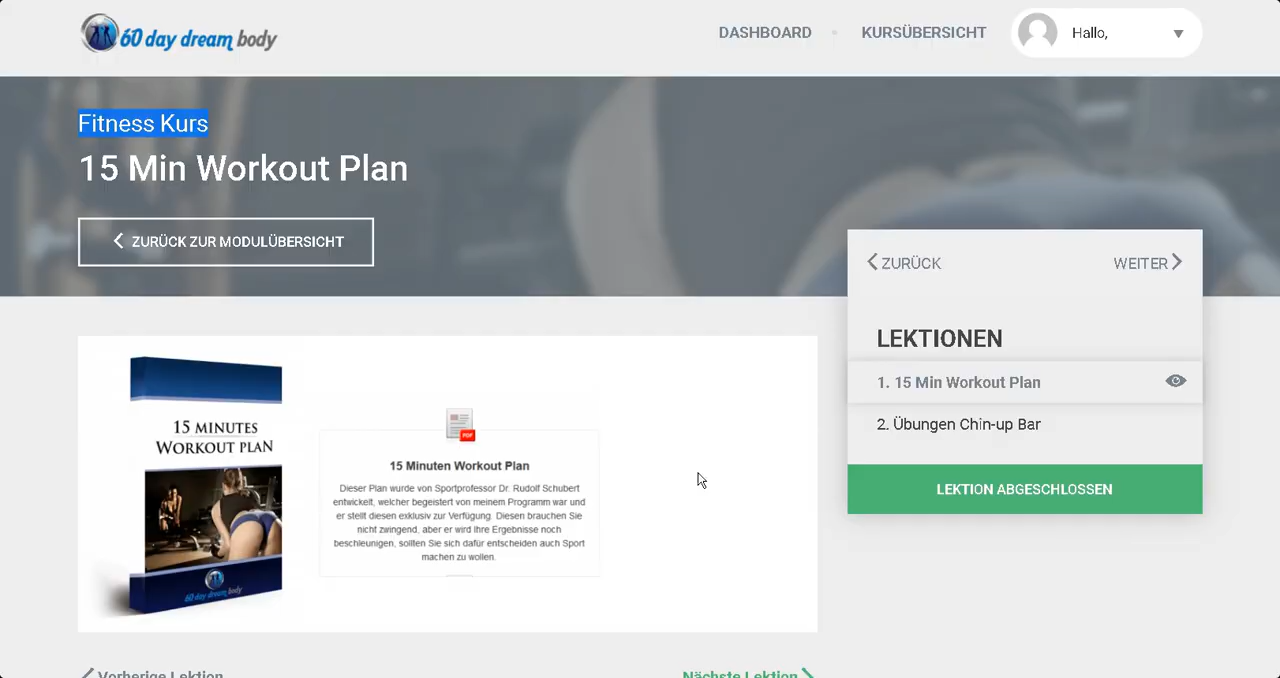 60 day dream body
DASHBOARD
KURSÜBERSICHT
Hallo,
Fitness Kurs
15 Min Workout Plan
ZURÜCK ZUR MODULÜBERSICHT
ZURÜCK
WEITER
LEKTIONEN
1. 15 Min Workout Plan
2. Übungen Chin-up Bar
LEKTION ABGESCHLOSSEN
15 MINUTES
WORKOUT PLAN
60 day dream body
PDF
15 Minuten Workout Plan
Dieser Plan wurde von Sportprofessor Dr. Rudolf Schubert
entwickelt, welcher begeistert von meinem Programm war und
er stellt diesen exklusiv zur Verfügung. Diesen brauchen Sie
nicht zwingend, aber er wird Ihre Ergebnisse noch
beschleunigen, sollten Sie sich dafür entscheiden auch Sport
machen zu wollen.
Vorherige Lektion
Nächste Lektion